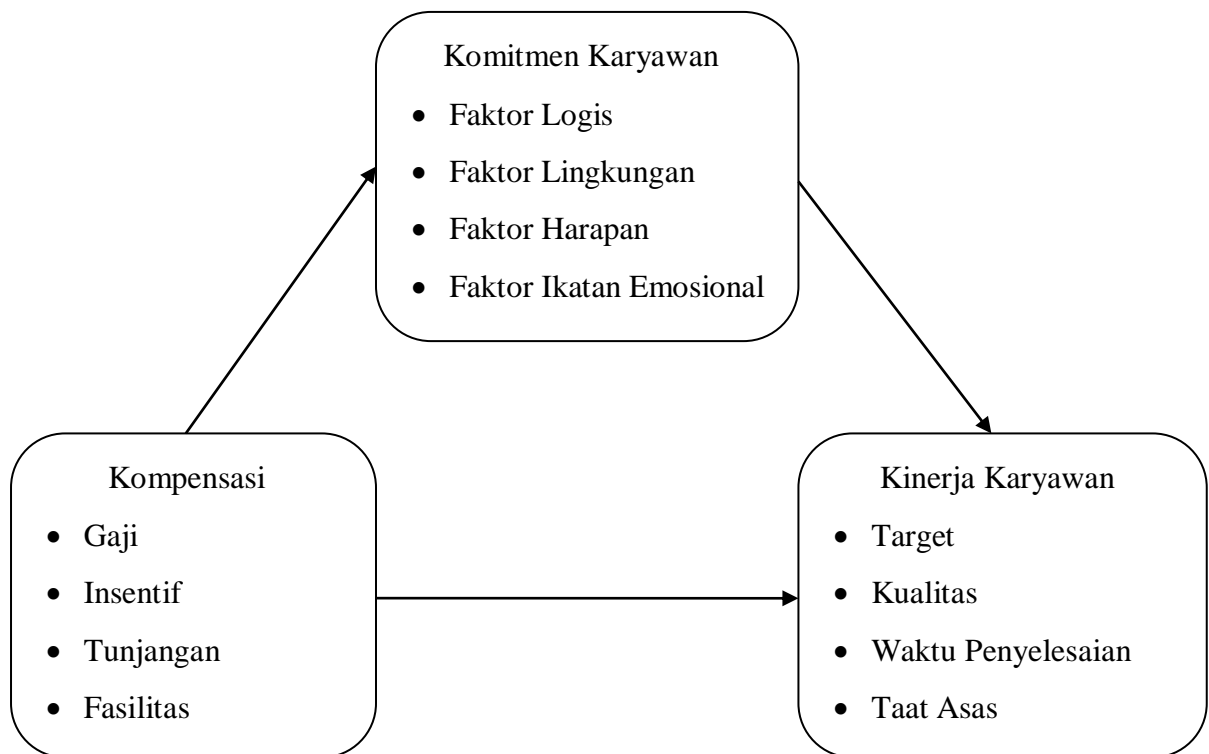 Komitmen Karyawan
• Faktor Logis
• Faktor Lingkungan
• Faktor Harapan
• Faktor Ikatan Emosional
Kompensasi
• Gaji
• Insentif
• Tunjangan
• Fasilitas
Kinerja Karyawan
• Target
• Kualitas
• Waktu Penyelesaian
• Taat Asas